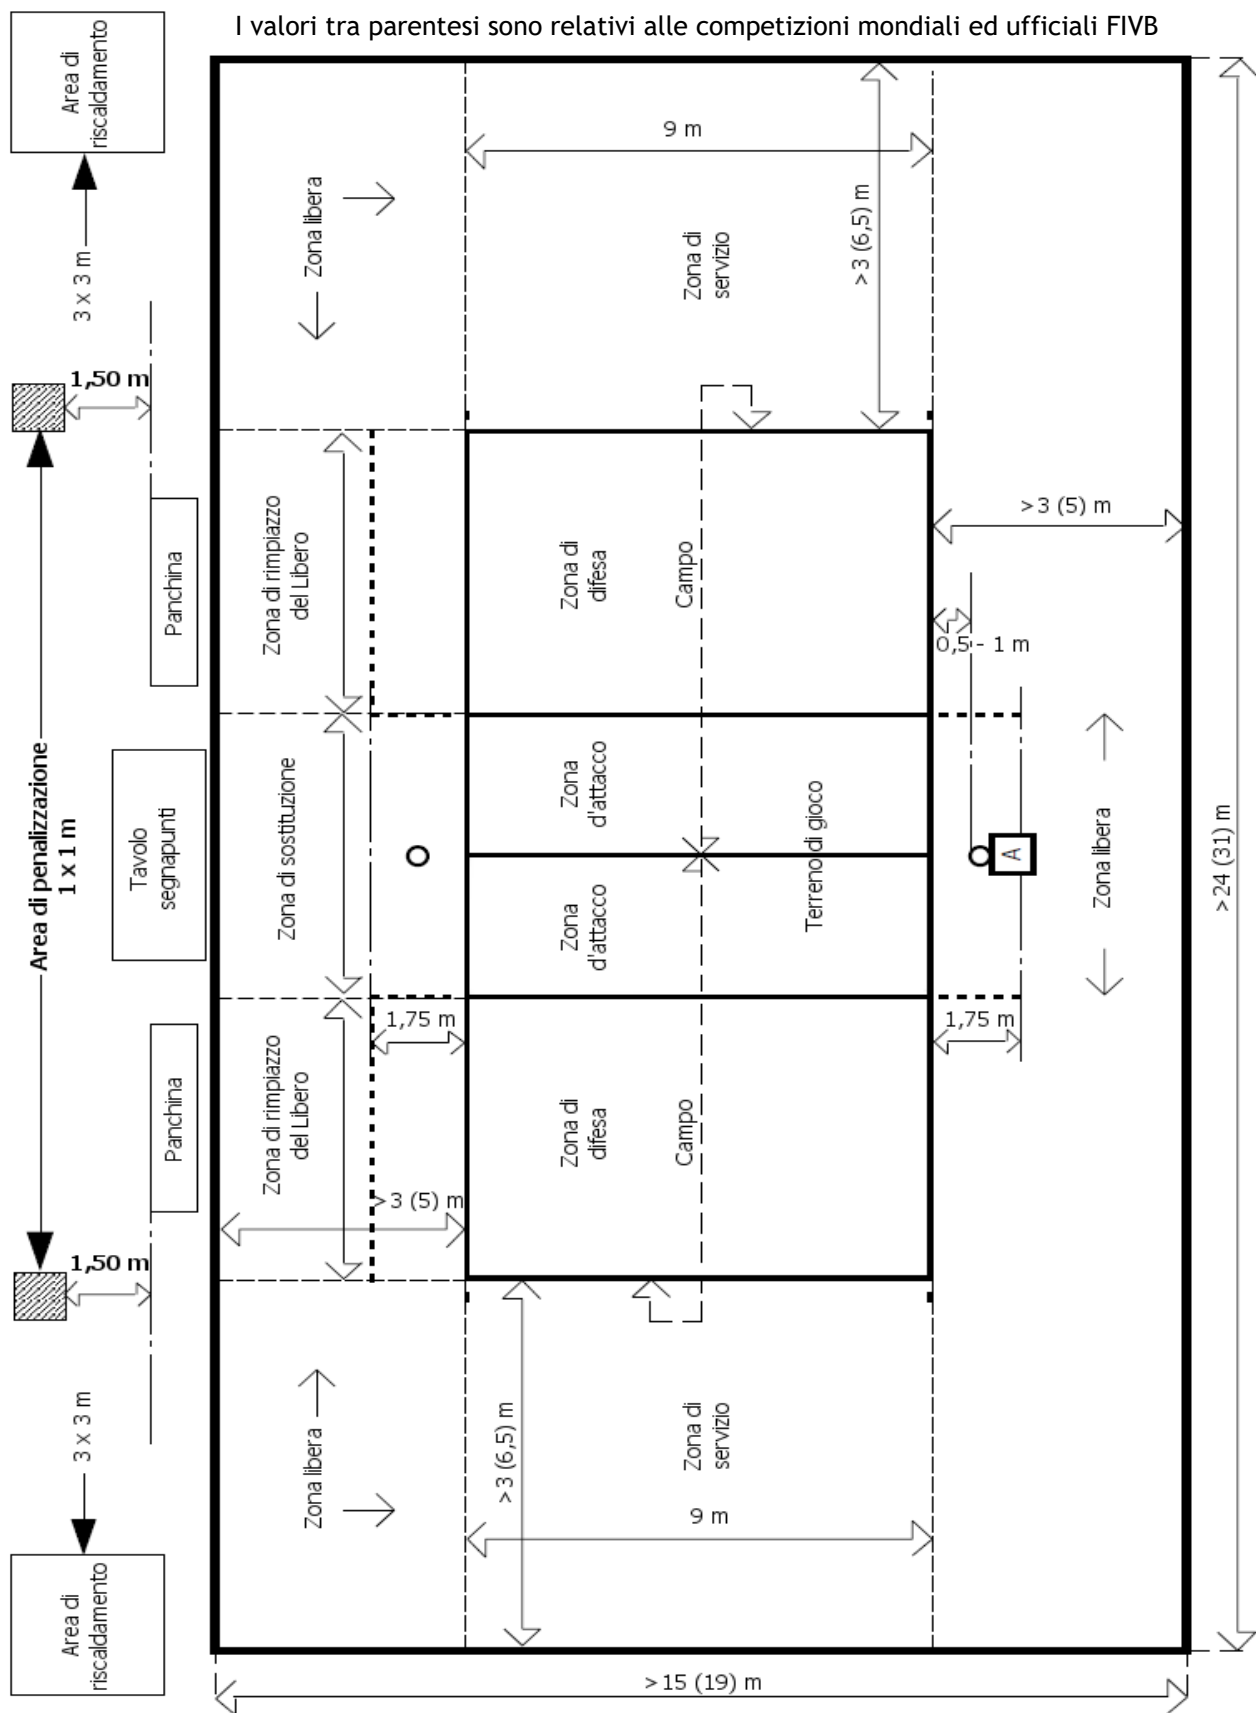 I valori tra parentesi sono relativi alle competizioni mondiali ed ufficiali FIVB
Area di
riscaldamento
3 x 3 m
1,50 m
Panchina
Area di penalizzazione
1 x 1 m
Tavolo
segnapunti
Panchina
1,50 m
3 x 3 m
Area di
riscaldamento
Zona libera
Zona di rimpiazzo
del Libero
Zona di sostituzione
Zona di rimpiazzo
del Libero
Zona libera
9 m
>3 (6,5) m
Zona di
servizio
Zona di
difesa
Campo
>3 (5) m
0,5 - 1 m
Zona
d'attacco
Zona
d'attacco
Terreno di gioco
A
Zona libera
>24 (31) m
1,75 m
1,75 m
Zona di
difesa
Campo
>3 (5) m
>3 (6,5) m
Zona di
servizio
9 m
>15 (19) m